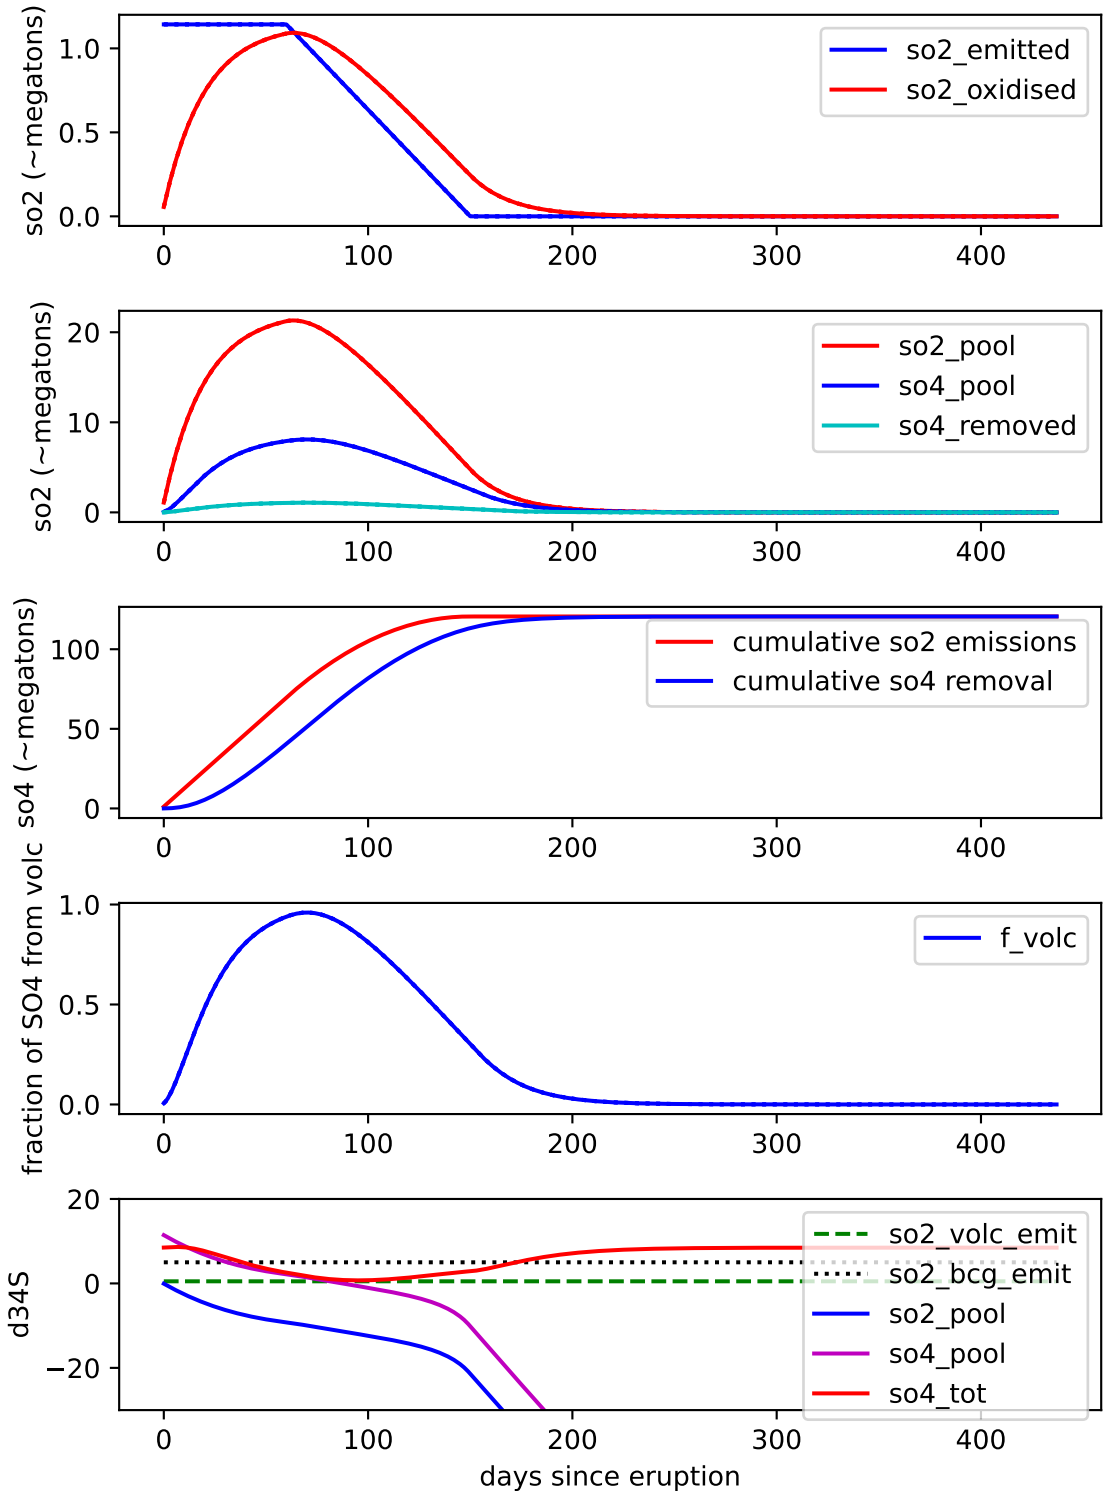 so2 (~megatons)
1.0
0.5
0.0
so2_emitted
so2_oxidised
0 100 200 300 400
so2 (~megatons)
20
10
0
so2_pool
so4_pool
so4_removed
0 100 200 300 400
so4 (~megatons)
100
50
0
cumulative so2 emissions
cumulative so4 removal
0 100 200 300 400
fraction of SO4 from volc
1.0
0.5
0.0
f_volc
0 100 200 300 400
d34S
20
0
−20
so2_volc_emit
so2_bcg_emit
so2_pool
so4_pool
so4_tot
0 100 200 300 400
days since eruption